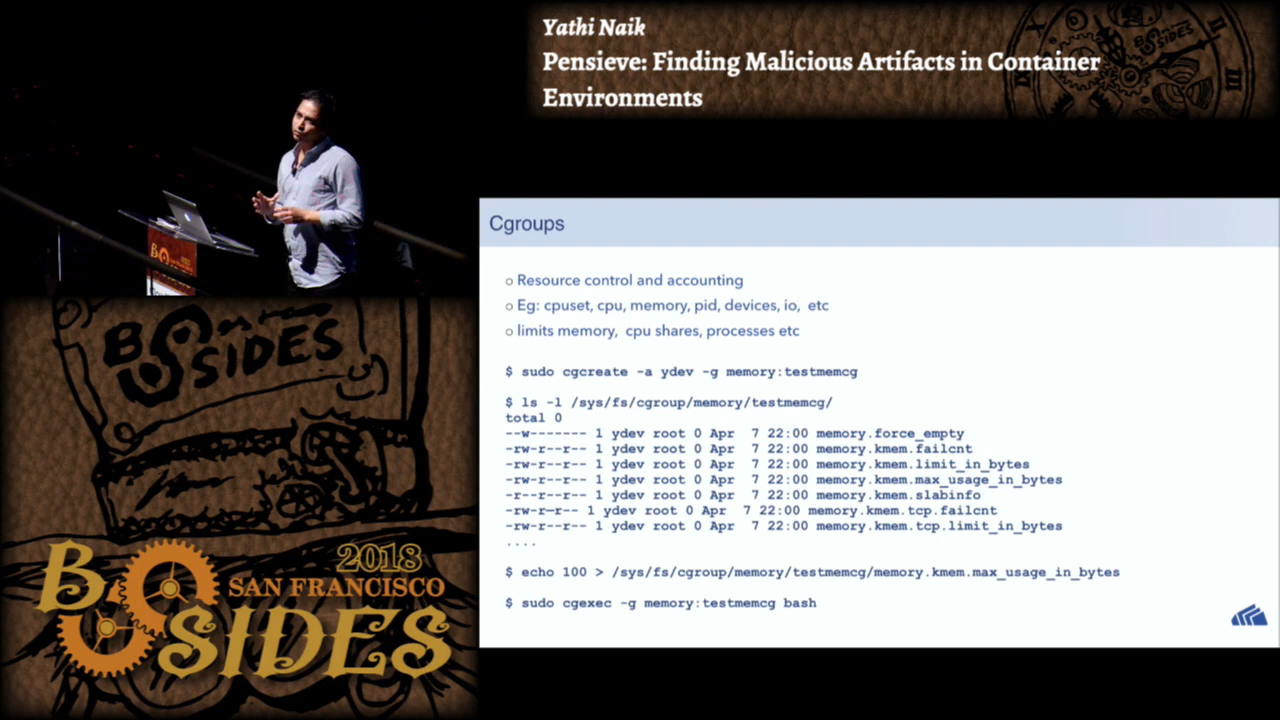 Yathi Naik
Pensieve: Finding Malicious Artifacts in Container
Environments
Cgroups
○ Resource control and accounting
○ Eg: cpuset, cpu, memory, pid, devices, io, etc
○ limits memory, cpu shares, processes etc
$ sudo cgcreate -a ydev -g memory:testmemcg
$ ls -l /sys/fs/cgroup/memory/testmemcg/
total 0
--w------- 1 ydev root 0 Apr 7 22:00 memory.force_empty
-rw-r--r-- 1 ydev root 0 Apr 7 22:00 memory.kmem.failcnt
-rw-r--r-- 1 ydev root 0 Apr 7 22:00 memory.kmem.limit_in_bytes
-rw-r--r-- 1 ydev root 0 Apr 7 22:00 memory.kmem.max_usage_in_bytes
-r--r--r-- 1 ydev root 0 Apr 7 22:00 memory.kmem.slabinfo
-rw-r—r-- 1 ydev root 0 Apr 7 22:00 memory.kmem.tcp.failcnt
-rw-r--r-- 1 ydev root 0 Apr 7 22:00 memory.kmem.tcp.limit_in_bytes
....
$ echo 100 > /sys/fs/cgroup/memory/testmemcg/memory.kmem.max_usage_in_bytes
$ sudo cgexec -g memory:testmemcg bash
BSIDES
BSIDES
2018
SAN FRANCISCO
BSIDES